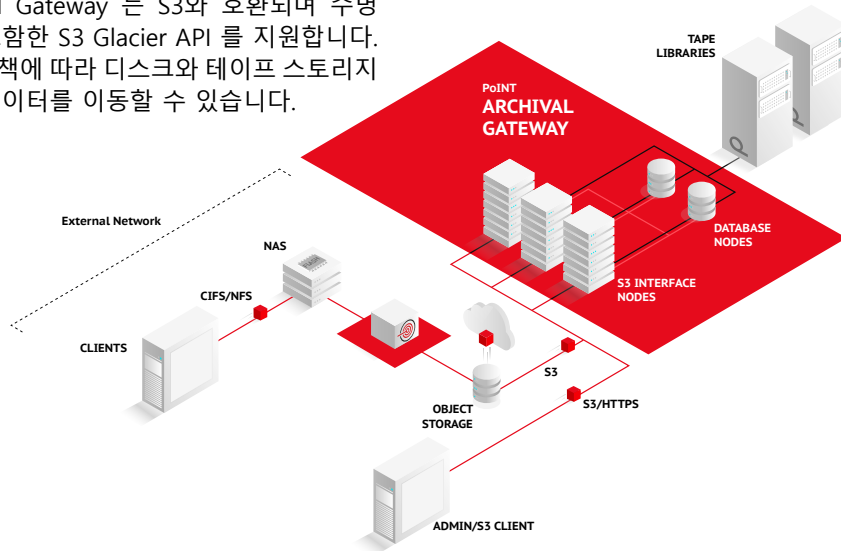 Gateway 는 S3와 호환되며 수명
함한 S3 Glacier API 를 지원합니다.
책에 따라 디스크와 테이프 스토리지
이터를 이동할 수 있습니다.
TAPE
LIBRARIES
PoINT
ARCHIVAL
GATEWAY
External Network
DATABASE
NODES
NAS
S3 INTERFACE
NODES
CIFS/NFS
CLIENTS
S3
OBJECT
STORAGE
S3/HTTPS
ADMIN/S3 CLIENT